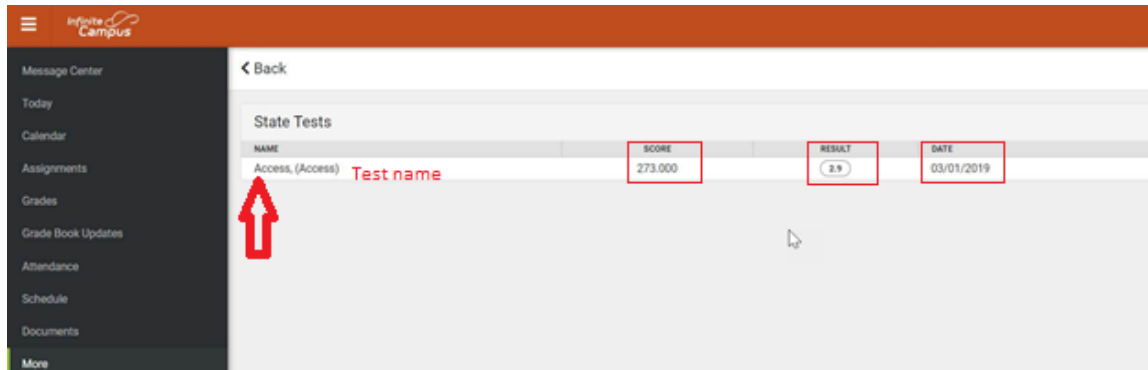 Infinite
Campus
Message Center
Today
Calendar
Assignments
Grades
Grade Book Updates
Attendance
Schedule
Documents
More
Back
State Tests
NAME SCORE RESULT DATE
Access, (Access) Test name 273.000 2.9 03/01/2019